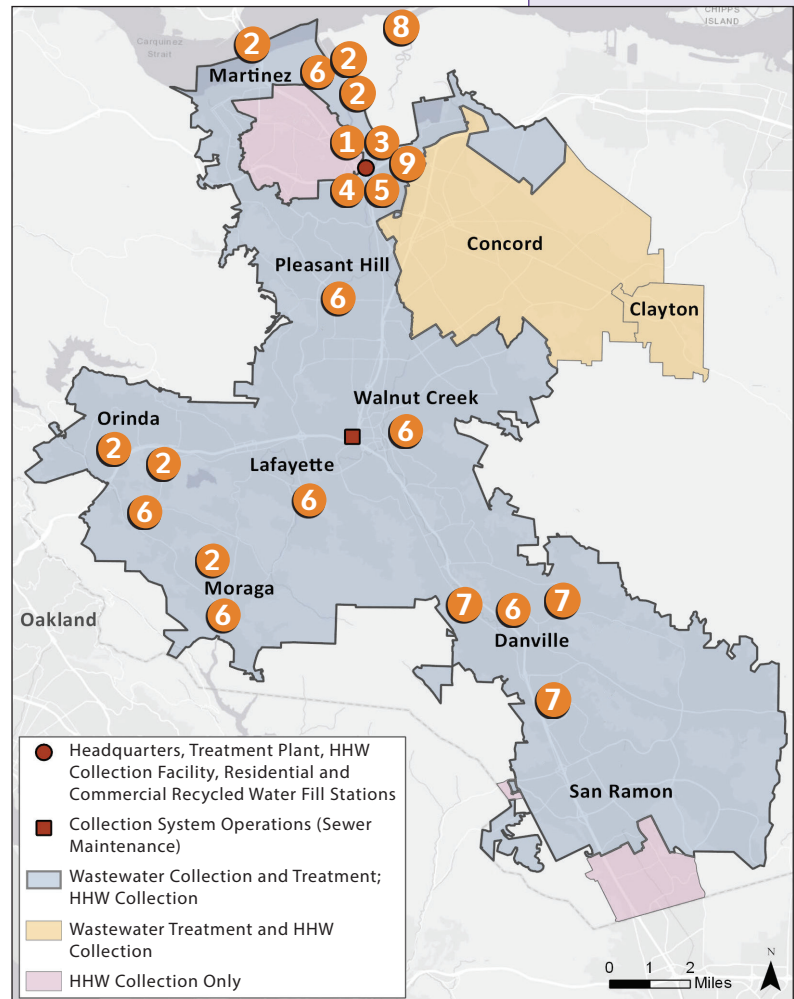 CHIPPS
ISLAND
Carquinez
Strait
8
2
2
Martinez
6
2
1
3
9
4
5
Concord
Pleasant Hill
6
Clayton
Walnut Creek
Orinda
6
2
2
Lafayette
6
6
2
Moraga
6
Oakland
7
6
7
Danville
7
San Ramon
Headquarters, Treatment Plant, HHW
Collection Facility, Residential and
Commercial Recycled Water Fill Stations
Collection System Operations (Sewer
Maintenance)
Wastewater Collection and Treatment;
HHW Collection
Wastewater Treatment and HHW
Collection
HHW Collection Only
0 1 2
Miles
N